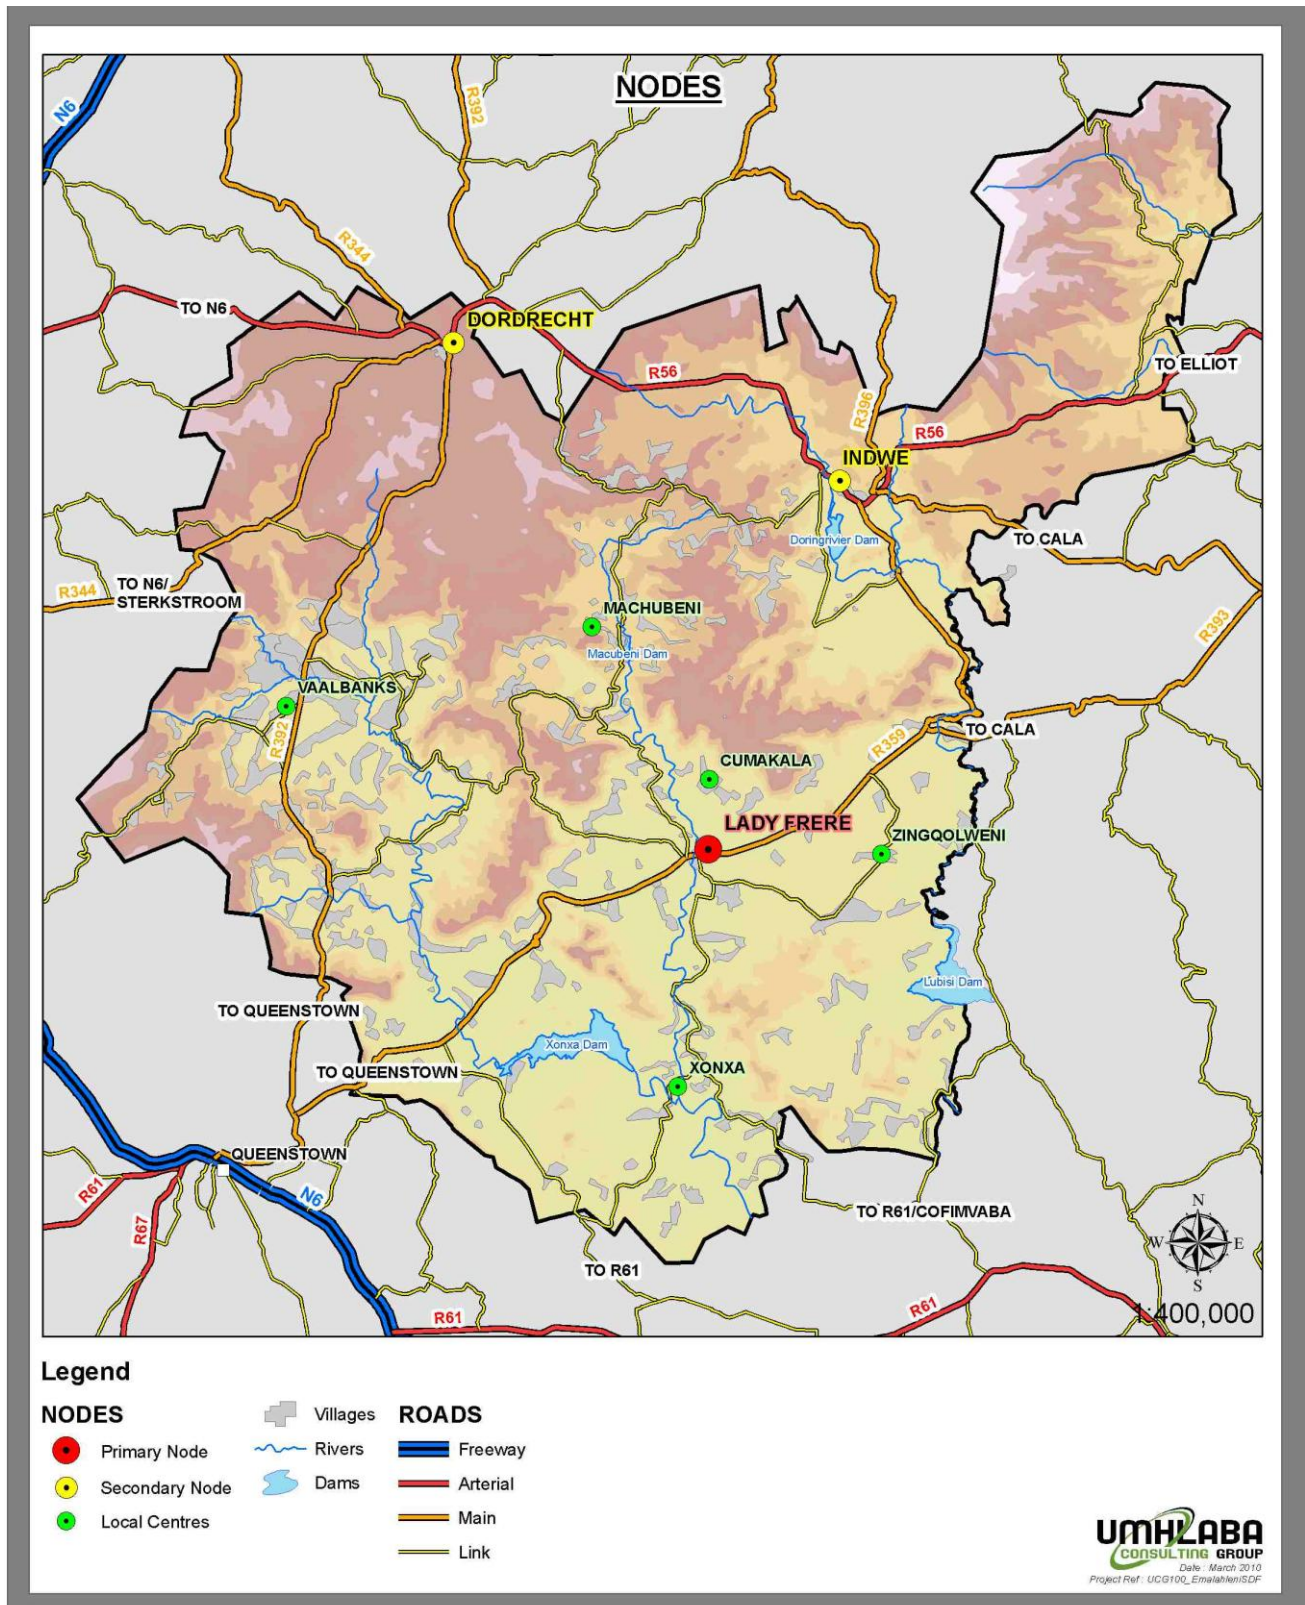 NODES
N6
R392
R344
TO N6
DORDRECHT
TO ELLIOT
R56
R396
R56
INDWE
Doringrivier Dam
TO CALA
R344
TO N6/
STERKSTROOM
MACHUBENI
R393
Macubeni Dam
VAALBANKS
R392
R359
TO CALA
CUMAKALA
LADY FRERE
ZINGQOLWENI
Lubisi Dam
TO QUEENSTOWN
Xonxa Dam
TO QUEENSTOWN
XONXA
QUEENSTOWN
R61
N6
R67
TO R61/COFIMVABA
N
W
E
S
TO R61
R61
R61
1:400,000
Legend
NODES
Primary Node
Secondary Node
Local Centres
Villages
Rivers
Dams
ROADS
Freeway
Arterial
Main
Link
UMHLABA
CONSULTING GROUP
Date : March 2010
Project Ref : UCG100_EmalahleniSDF